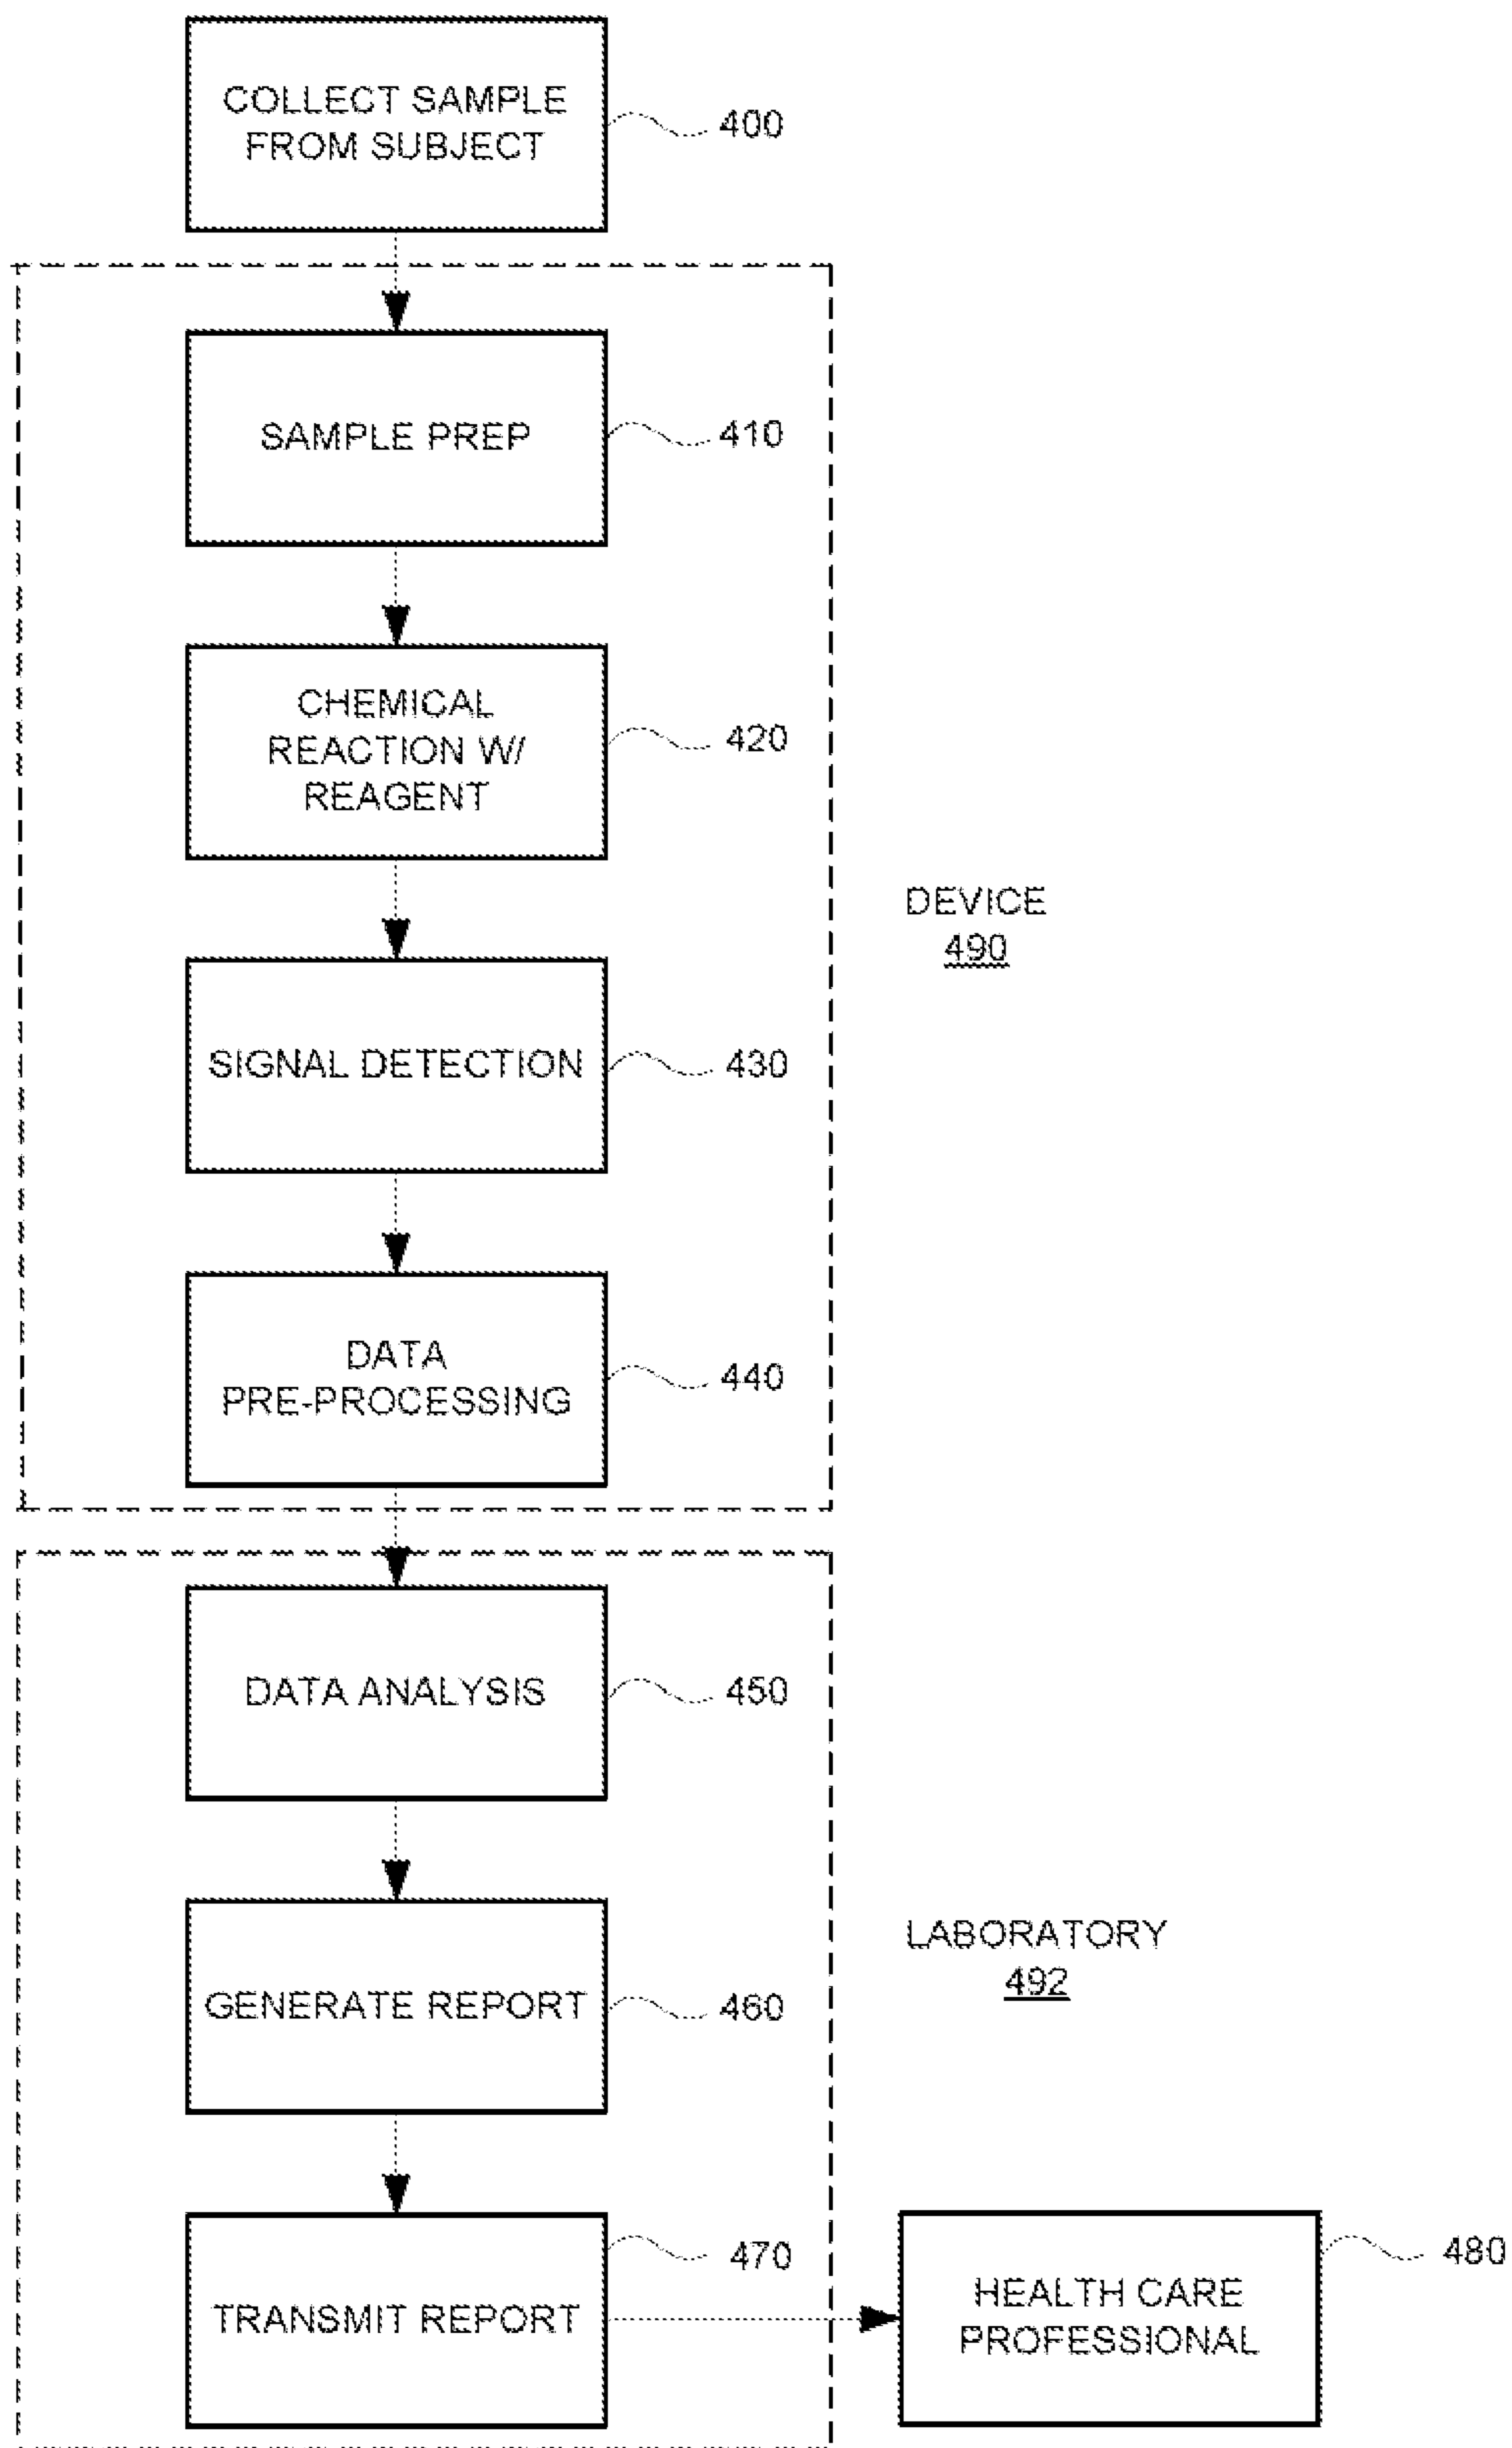 COLLECT SAMPLE
FROM SUBJECT
400
SAMPLE PREP
410
CHEMICAL
REACTION W/
REAGENT
420
DEVICE
490
SIGNAL DETECTION
430
DATA
PRE-PROCESSING
440
DATA ANALYSIS
450
LABORATORY
492
GENERATE REPORT
460
TRANSMIT REPORT
470
HEALTH CARE
PROFESSIONAL
480